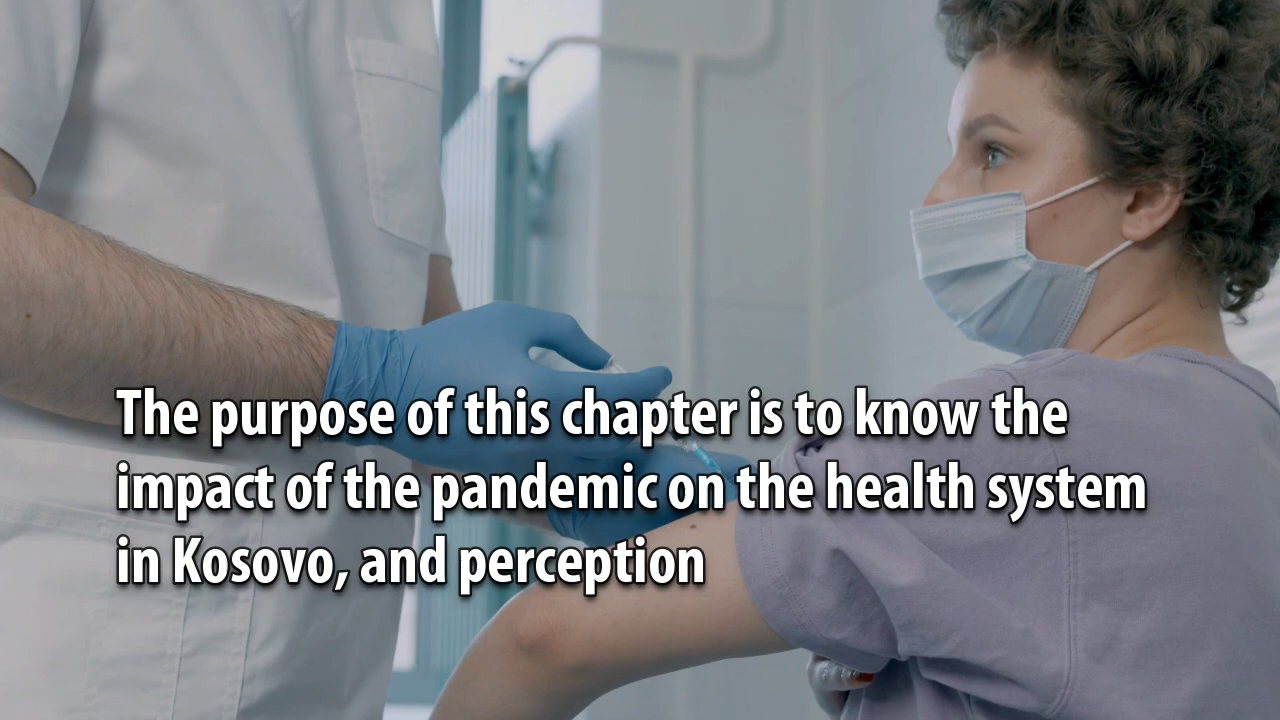 The purpose of this chapter is to know the
impact of the pandemic on the health system
in Kosovo, and perception